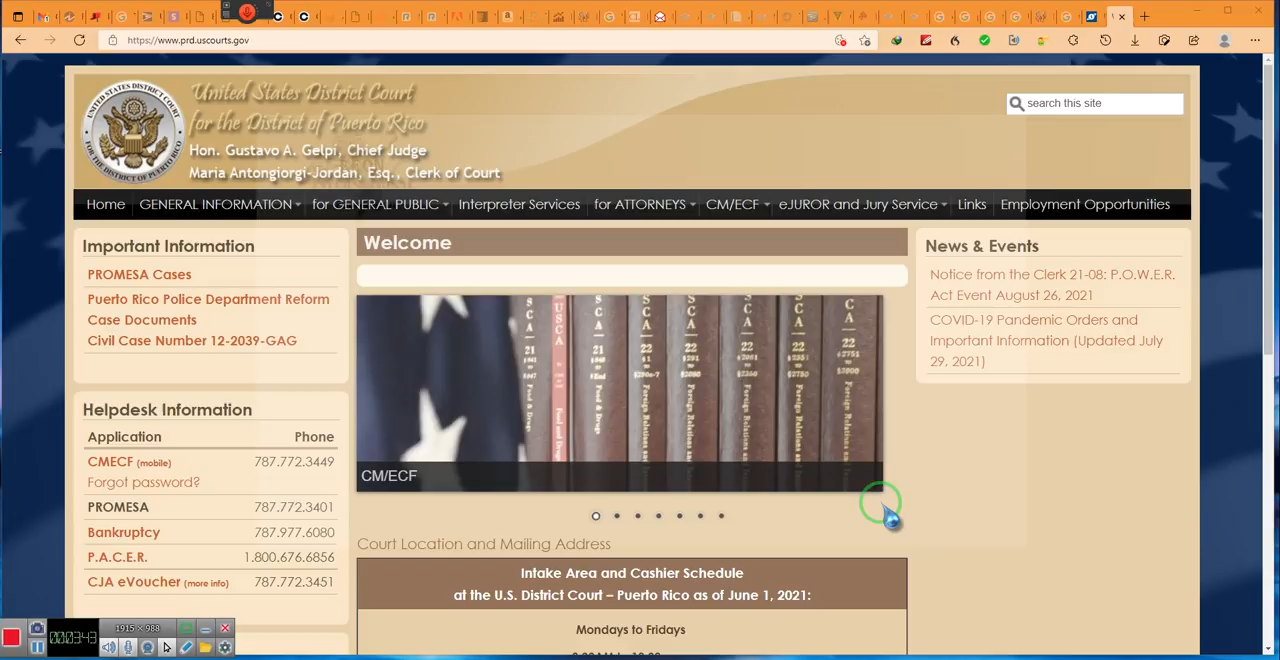 https://www.prd.uscourts.gov
United States District Court
for the District of Puerto Rico
Hon. Gustavo A. Gelpi, Chief Judge
Maria Antongiorgi-Jordan, Esq., Clerk of Court
search this site
Home GENERAL INFORMATION for GENERAL PUBLIC Interpreter Services for ATTORNEYS CM/ECF eJUROR and Jury Service Links Employment Opportunities
Important Information
PROMESA Cases
Puerto Rico Police Department Reform
Case Documents
Civil Case Number 12-2039-GAG
Helpdesk Information
Application Phone
CMECF (mobile) 787.772.3449
Forgot password?
PROMESA 787.772.3401
Bankruptcy 787.977.6080
P.A.C.E.R. 1.800.676.6856
CJA eVoucher (more info) 787.772.3451
Welcome
CM/ECF
Court Location and Mailing Address
Intake Area and Cashier Schedule
at the U.S. District Court – Puerto Rico as of June 1, 2021:
Mondays to Fridays
News & Events
Notice from the Clerk 21-08: P.O.W.E.R.
Act Event August 26, 2021
COVID-19 Pandemic Orders and
Important Information (Updated July
29, 2021)
1915 × 988